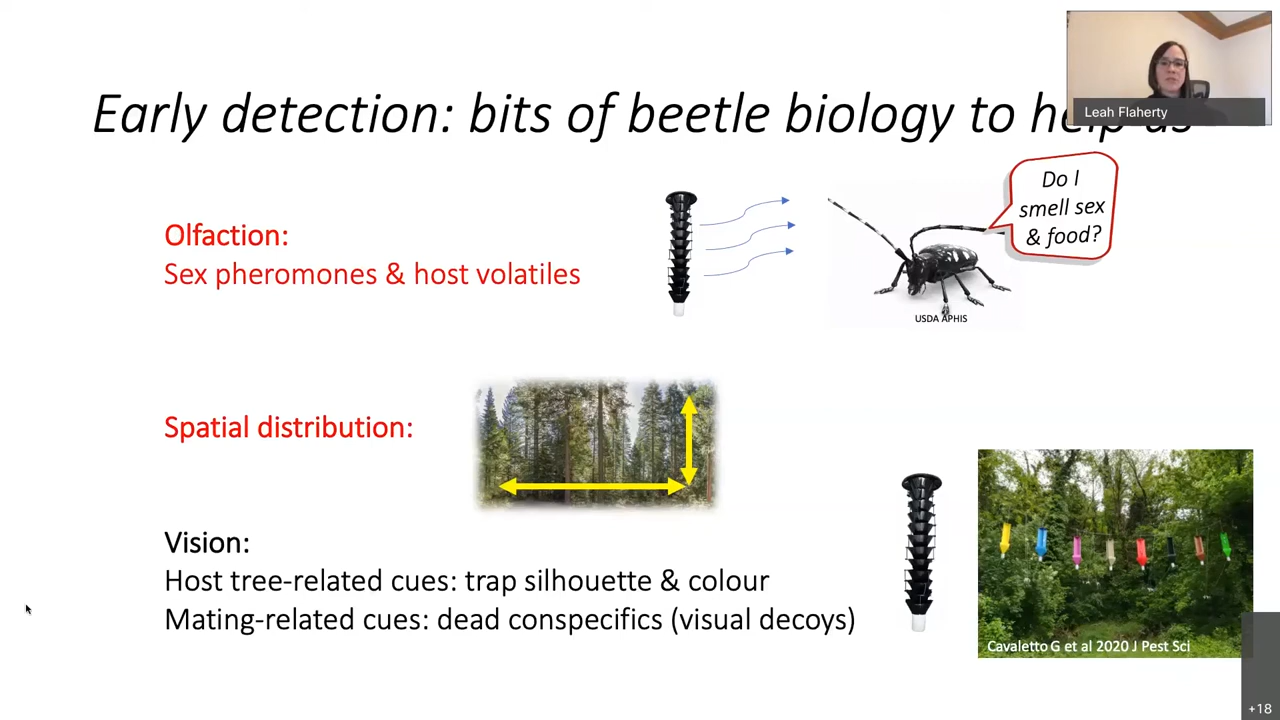 Leah Flaherty
Early detection: bits of beetle biology to help us
Do I
smell sex
& food?
Olfaction:
Sex pheromones & host volatiles
USDA APHIS
Spatial distribution:
Vision:
Host tree-related cues: trap silhouette & colour
Mating-related cues: dead conspecifics (visual decoys)
Cavaletto G et al 2020 J Pest Sci
+18